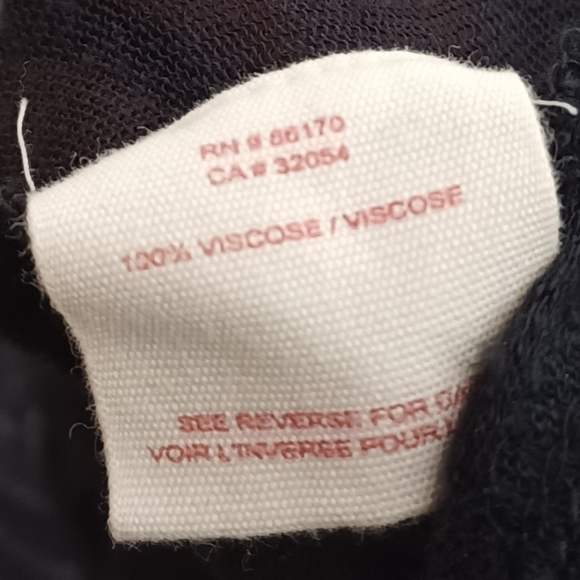 RN # 66170
CA # 32054
100% VISCOSE / VISCOSE
SEE REVERSE FOR
VOIR L'INVERSE POUR